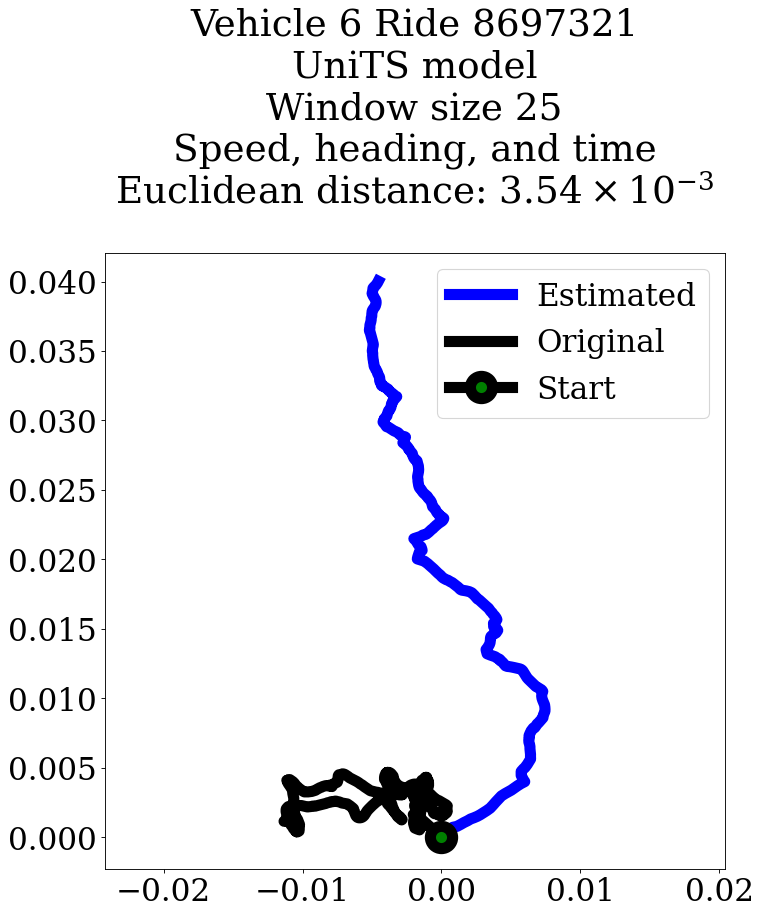 Vehicle 6 Ride 8697321
UniTS model
Window size 25
Speed, heading, and time
Euclidean distance: 3.54 × 10⁻³
Estimated
Original
Start
0.040
0.035
0.030
0.025
0.020
0.015
0.010
0.005
0.000
−0.02 −0.01 0.00 0.01 0.02